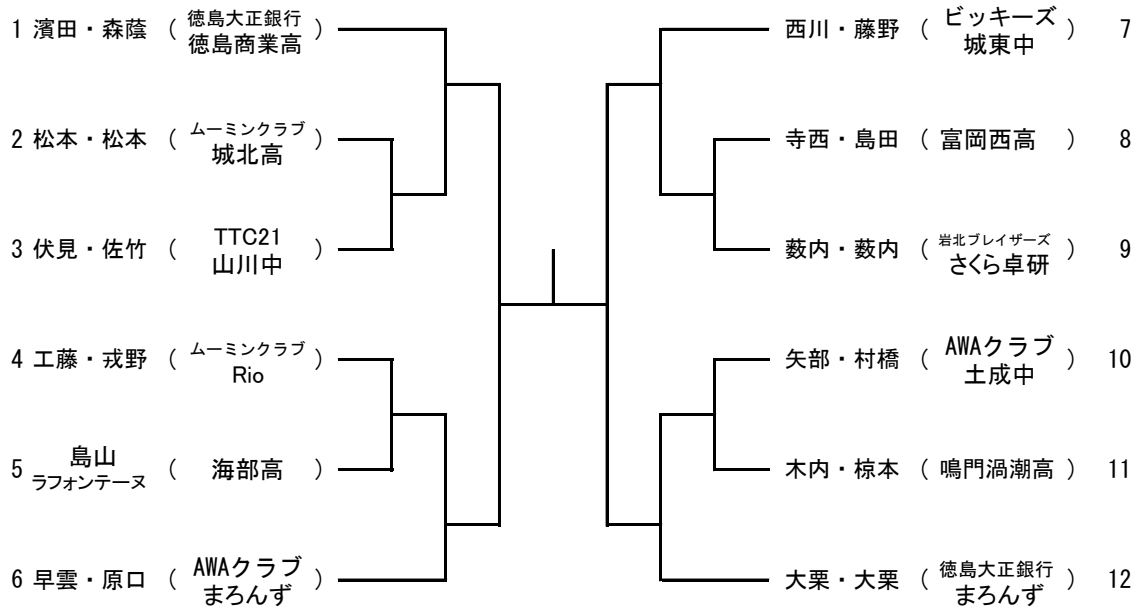 1 濱田・森蔭 ( 徳島大正銀行
徳島商業高 )
2 松本・松本 ( ムーミンクラブ
城北高 )
3 伏見・佐竹 ( TTC21
山川中 )
4 工藤・戎野 ( ムーミンクラブ
Rio )
5 島山
ラフォンテーヌ ( 海部高 )
6 早雲・原口 ( AWAクラブ
まろんず )
西川・藤野 ( ビッキーズ
城東中 ) 7
寺西・島田 ( 富岡西高 ) 8
薮内・薮内 ( 岩北ブレイザーズ
さくら卓研 ) 9
矢部・村橋 ( AWAクラブ
土成中 ) 10
木内・椋本 ( 鳴門渦潮高 ) 11
大栗・大栗 ( 徳島大正銀行
まろんず ) 12